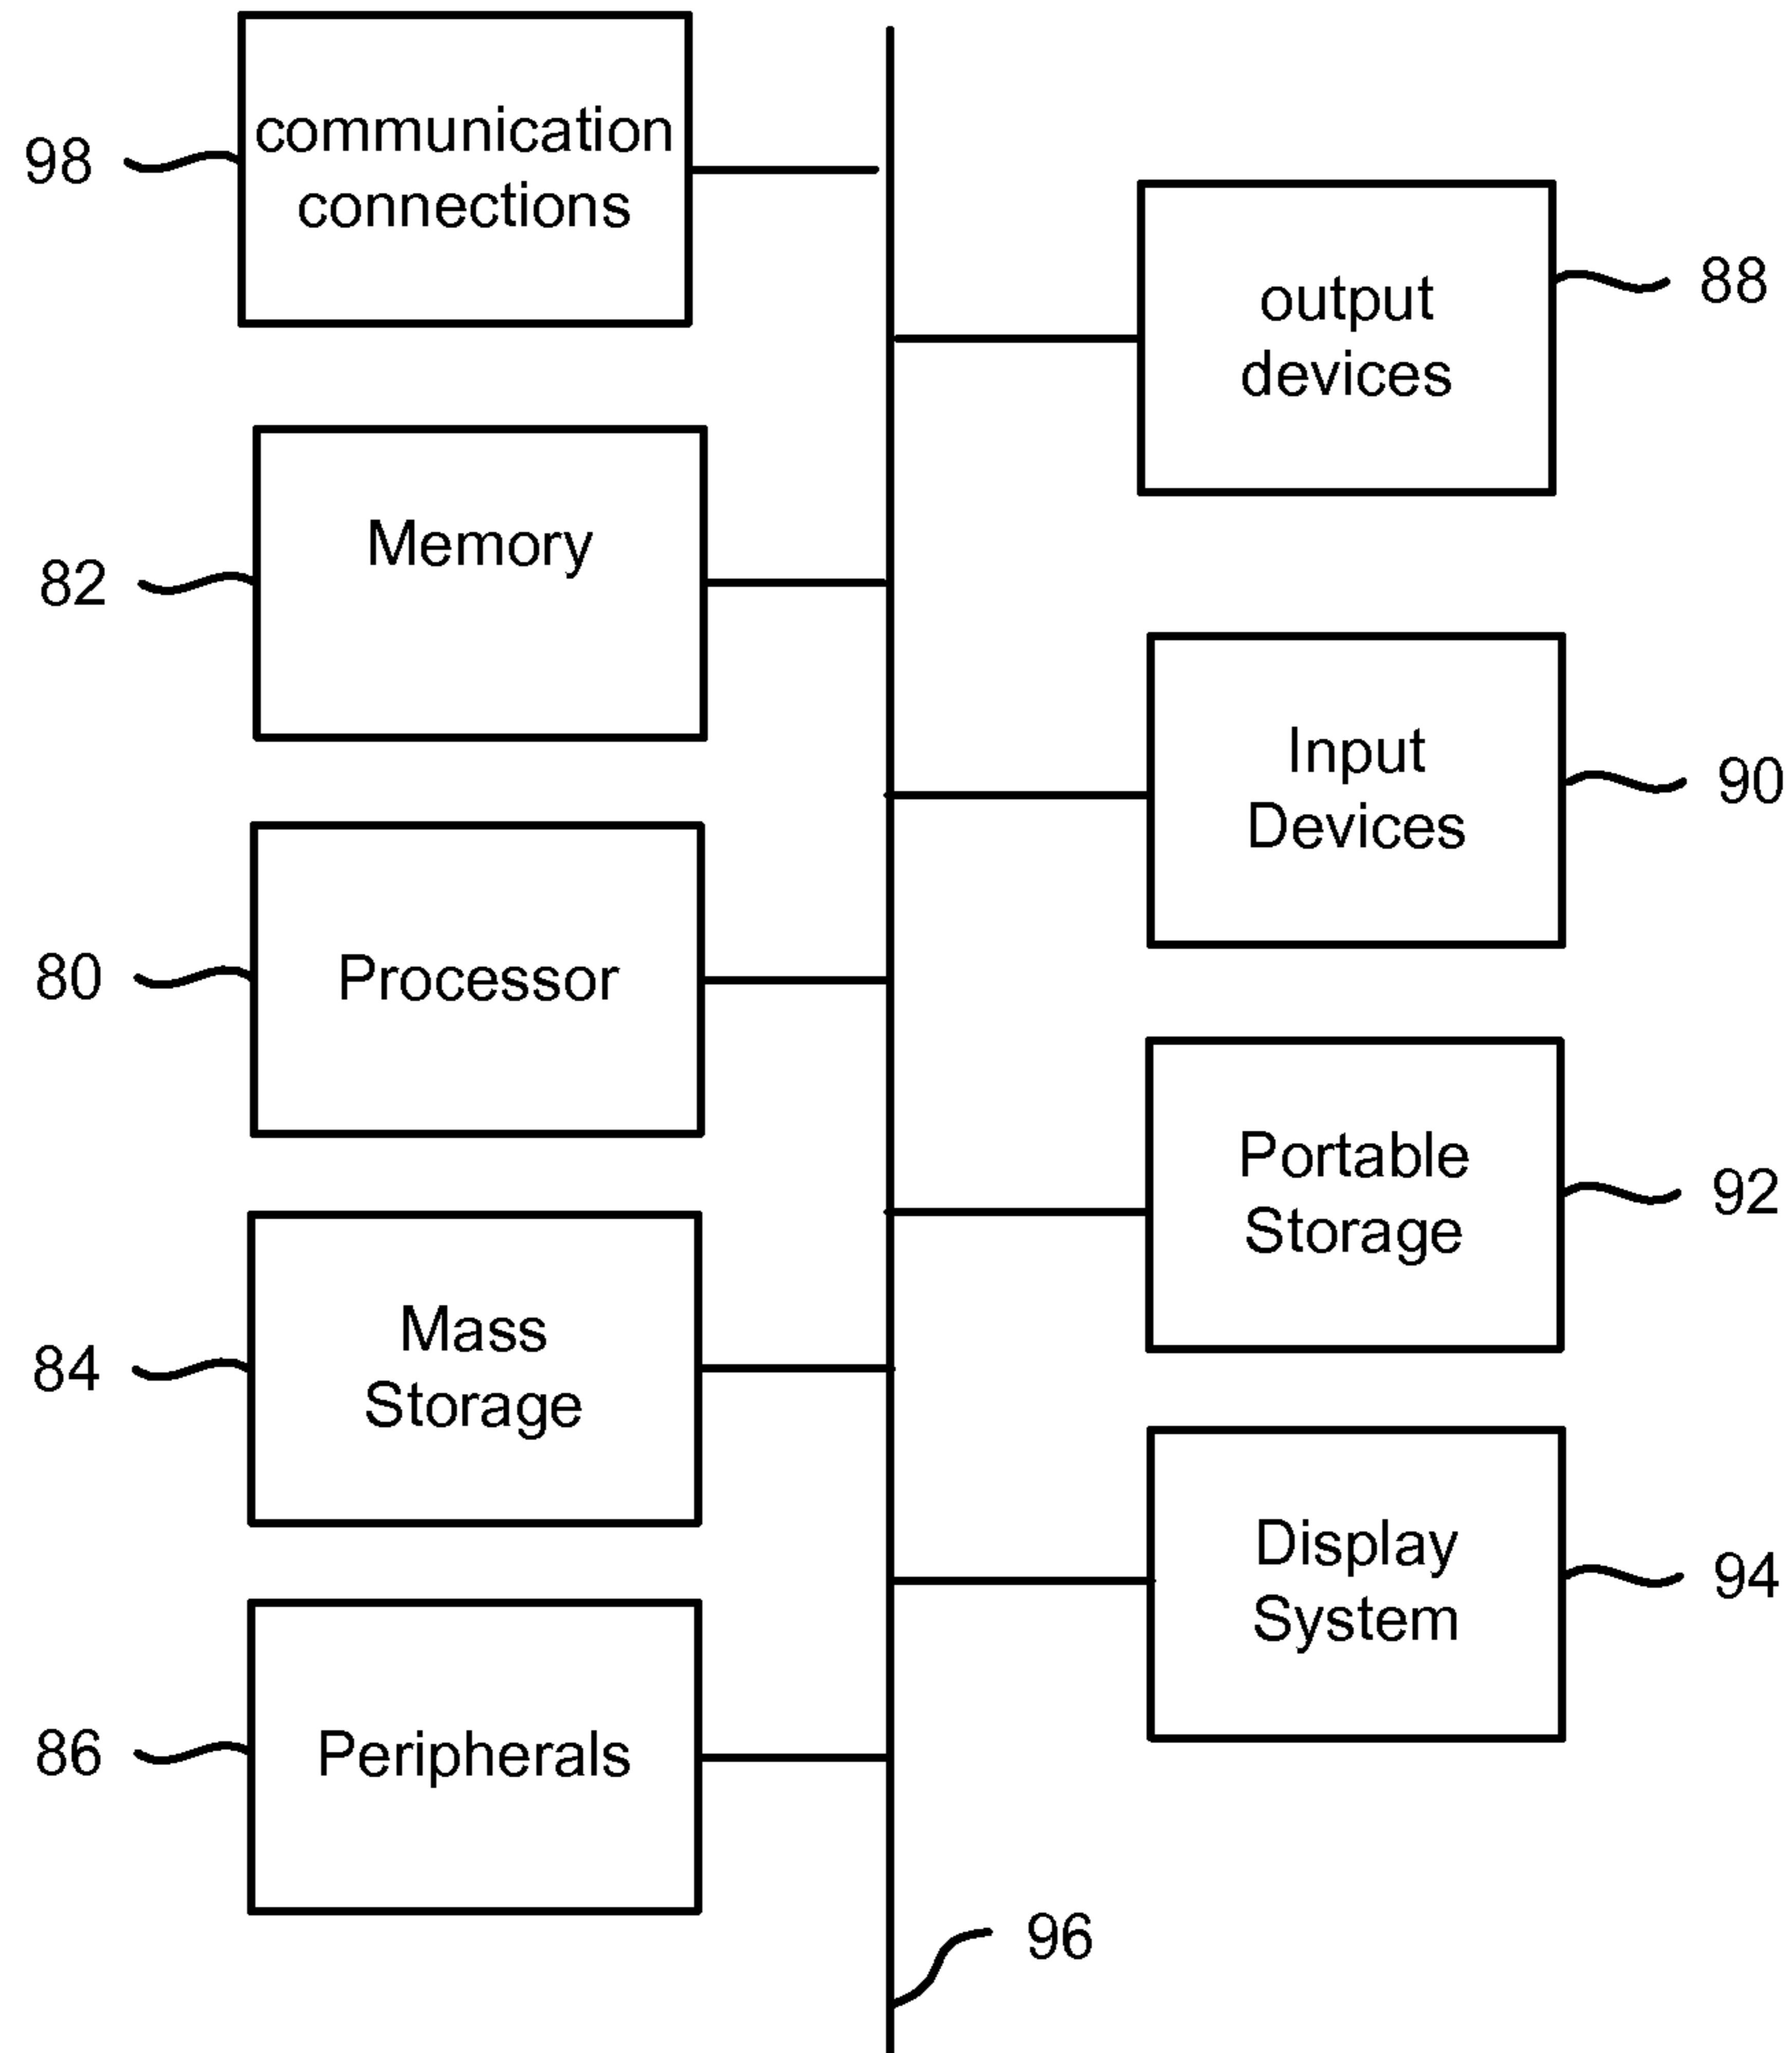 98
communication
connections
output
devices
88
82
Memory
Input
Devices
90
80
Processor
Portable
Storage
92
84
Mass
Storage
Display
System
94
86
Peripherals
96